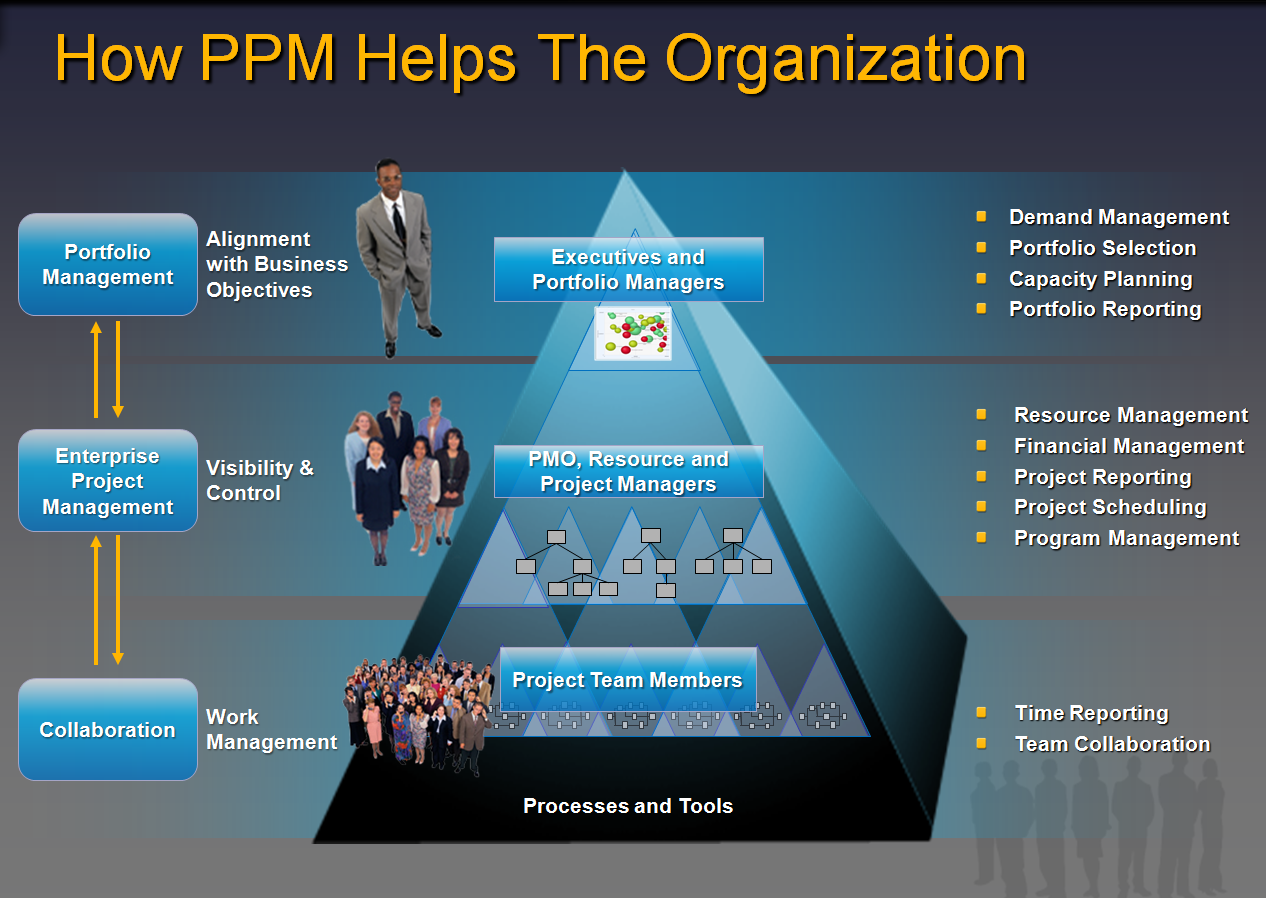 How PPM Helps The Organization
Portfolio
Management
Alignment
with Business
Objectives
Executives and
Portfolio Managers
Demand Management
Portfolio Selection
Capacity Planning
Portfolio Reporting
Enterprise
Project
Management
Visibility &
Control
PMO, Resource and
Project Managers
Resource Management
Financial Management
Project Reporting
Project Scheduling
Program Management
Collaboration
Work
Management
Project Team Members
Time Reporting
Team Collaboration
Processes and Tools